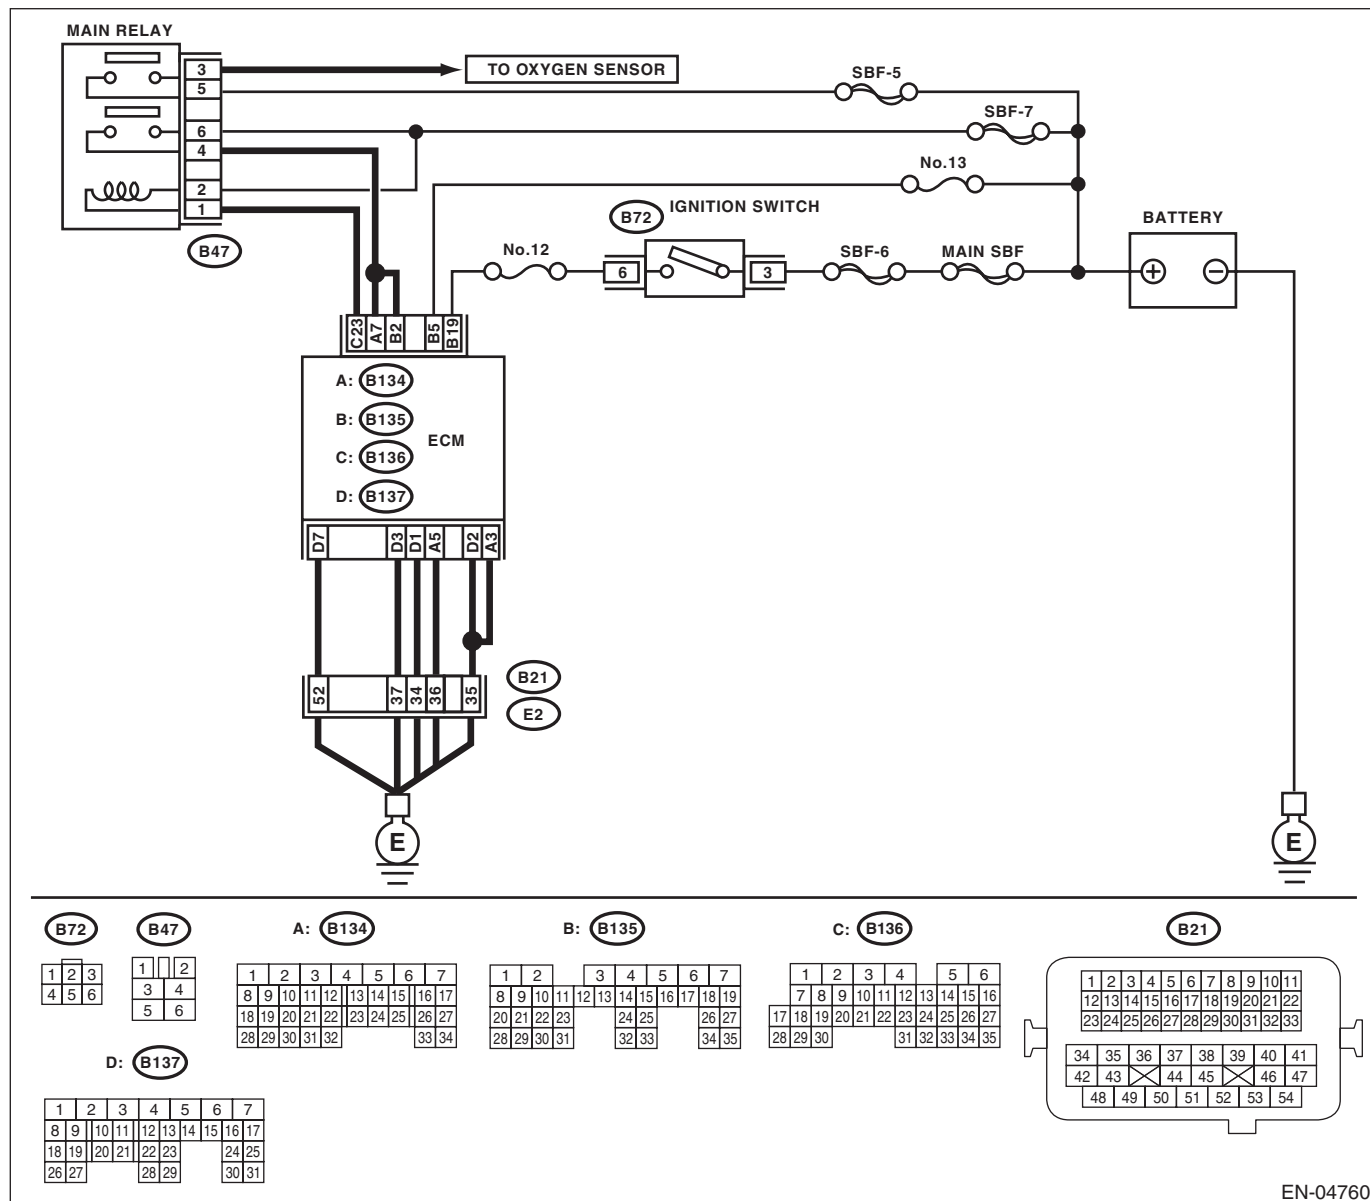 MAIN RELAY
3
TO OXYGEN SENSOR
5
SBF-5
6
SBF-7
4
No.13
2
1
B47
B72
IGNITION SWITCH
BATTERY
No.12
6
3
SBF-6
MAIN SBF
+
−
C23 A7 B2 B5 B19
A: B134
B: B135
C: B136
D: B137
ECM
D7 D3 D1 A5 D2 A3
52 37 34 36 35
B21
E2
E
E
B72
1 2 3
4 5 6
B47
1 2
3 4
5 6
A: B134
1 2 3 4 5 6 7
8 9 10 11 12 13 14 15 16 17
18 19 20 21 22 23 24 25 26 27
28 29 30 31 32 33 34
B: B135
1 2 3 4 5 6 7
8 9 10 11 12 13 14 15 16 17 18 19
20 21 22 23 24 25 26 27
28 29 30 31 32 33 34 35
C: B136
1 2 3 4 5 6
7 8 9 10 11 12 13 14 15 16
17 18 19 20 21 22 23 24 25 26 27
28 29 30 31 32 33 34 35
B21
1 2 3 4 5 6 7 8 9 10 11
12 13 14 15 16 17 18 19 20 21 22
23 24 25 26 27 28 29 30 31 32 33
34 35 36 37 38 39 40 41
42 43 44 45 46 47
48 49 50 51 52 53 54
D: B137
1 2 3 4 5 6 7
8 9 10 11 12 13 14 15 16 17
18 19 20 21 22 23 24 25
26 27 28 29 30 31
EN-04760